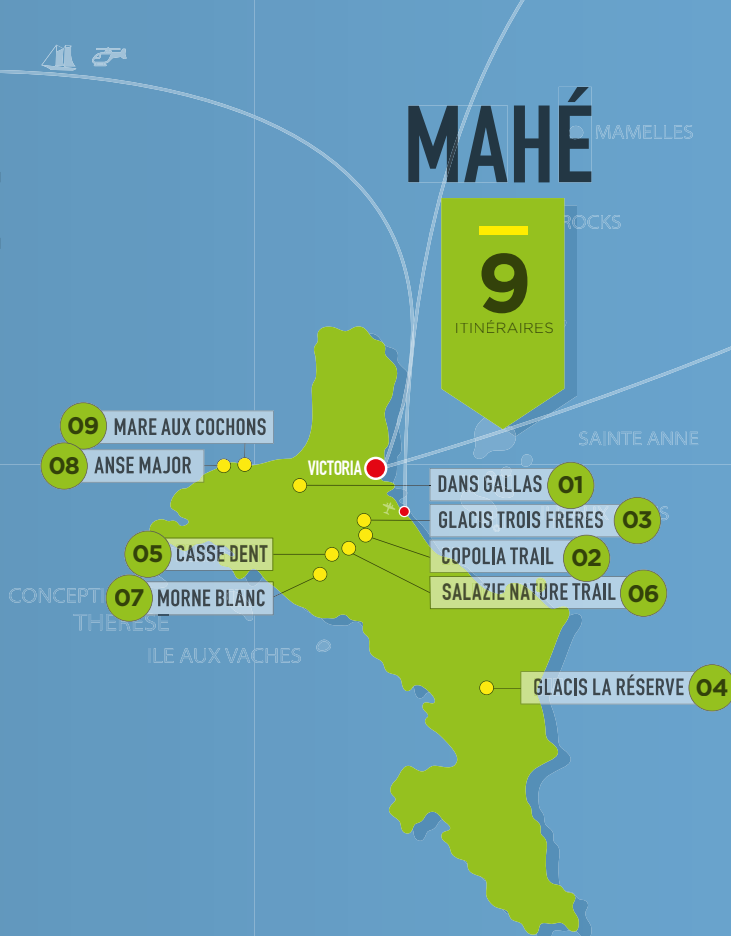 MAHÉ
MAMELLES
ROCKS
9
ITINÉRAIRES
09 MARE AUX COCHONS
08 ANSE MAJOR
VICTORIA
SAINTE ANNE
DANS GALLAS 01
GLACIS TROIS FRERES 03
05 CASSE DENT
COPOLIA TRAIL 02
07 MORNE BLANC
SALAZIE NATURE TRAIL 06
THERESE
ILE AUX VACHES
GLACIS LA RÉSERVE 04